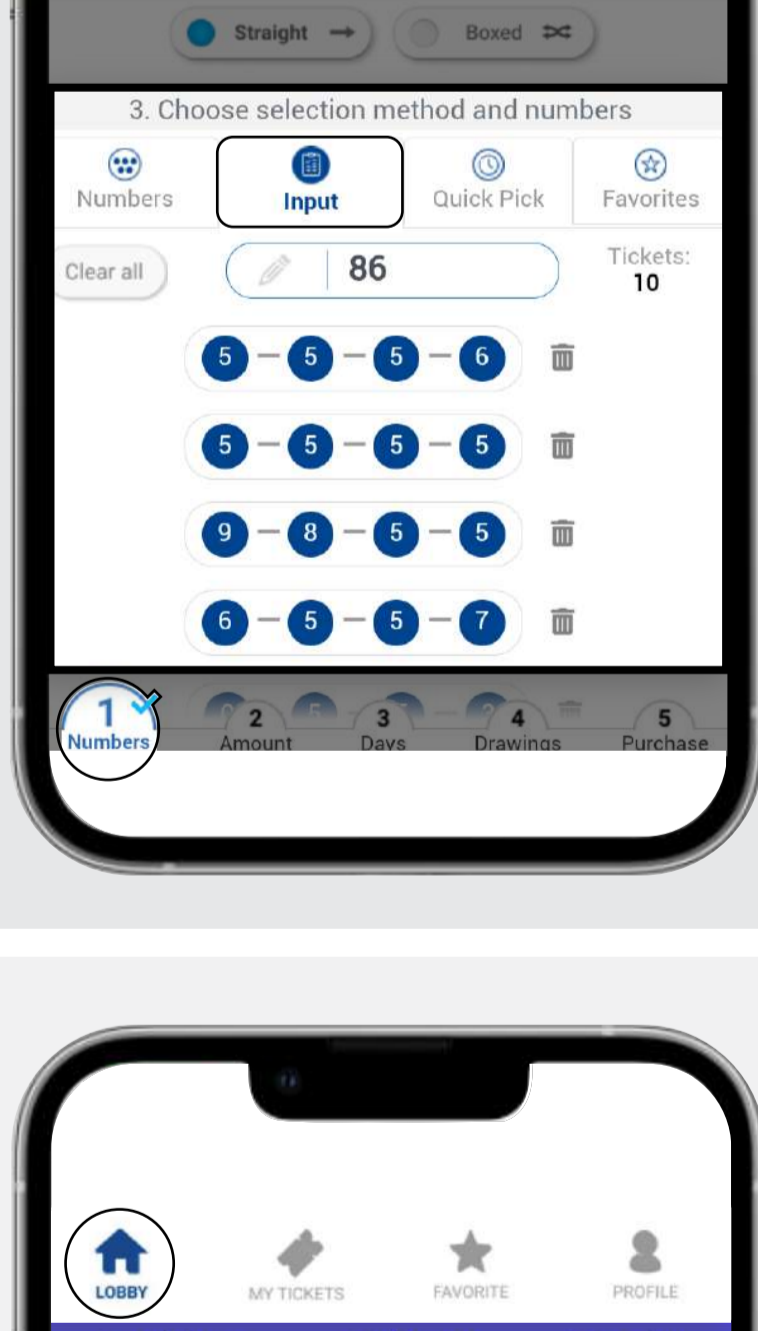 Straight Boxed
3. Choose selection method and numbers
Numbers Input Quick Pick Favorites
Clear all 86 Tickets:
10
5 - 5 - 5 - 6
5 - 5 - 5 - 5
9 - 8 - 5 - 5
6 - 5 - 5 - 7
1 2 3 4 5
Numbers Amount Days Drawings Purchase
LOBBY MY TICKETS FAVORITE PROFILE